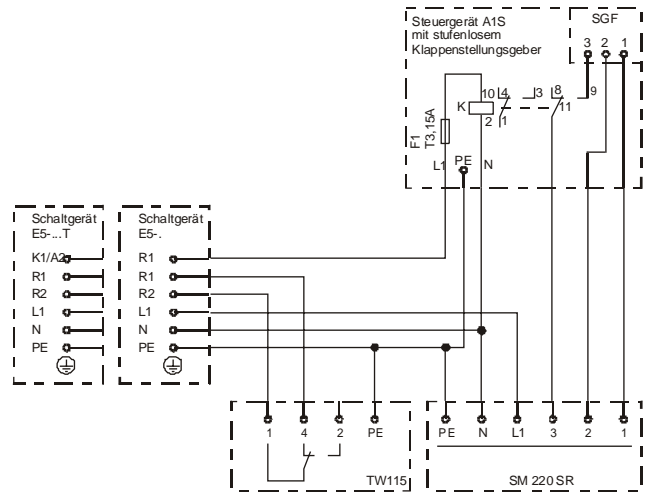 Steuergerät A1S
mit stufenlosem
Klappenstellungsgeber
SGF
3 2 1
10 4 3 8 9
K
2 1 11
F1
T3,15A
L1 PE N
Schaltgerät
E5-...T
K1/A2
R1
R2
L1
N
PE
Schaltgerät
E5-.
R1
R1
R2
L1
N
PE
1 4 2 PE
TW115
PE N L1 3 2 1
SM 220 SR